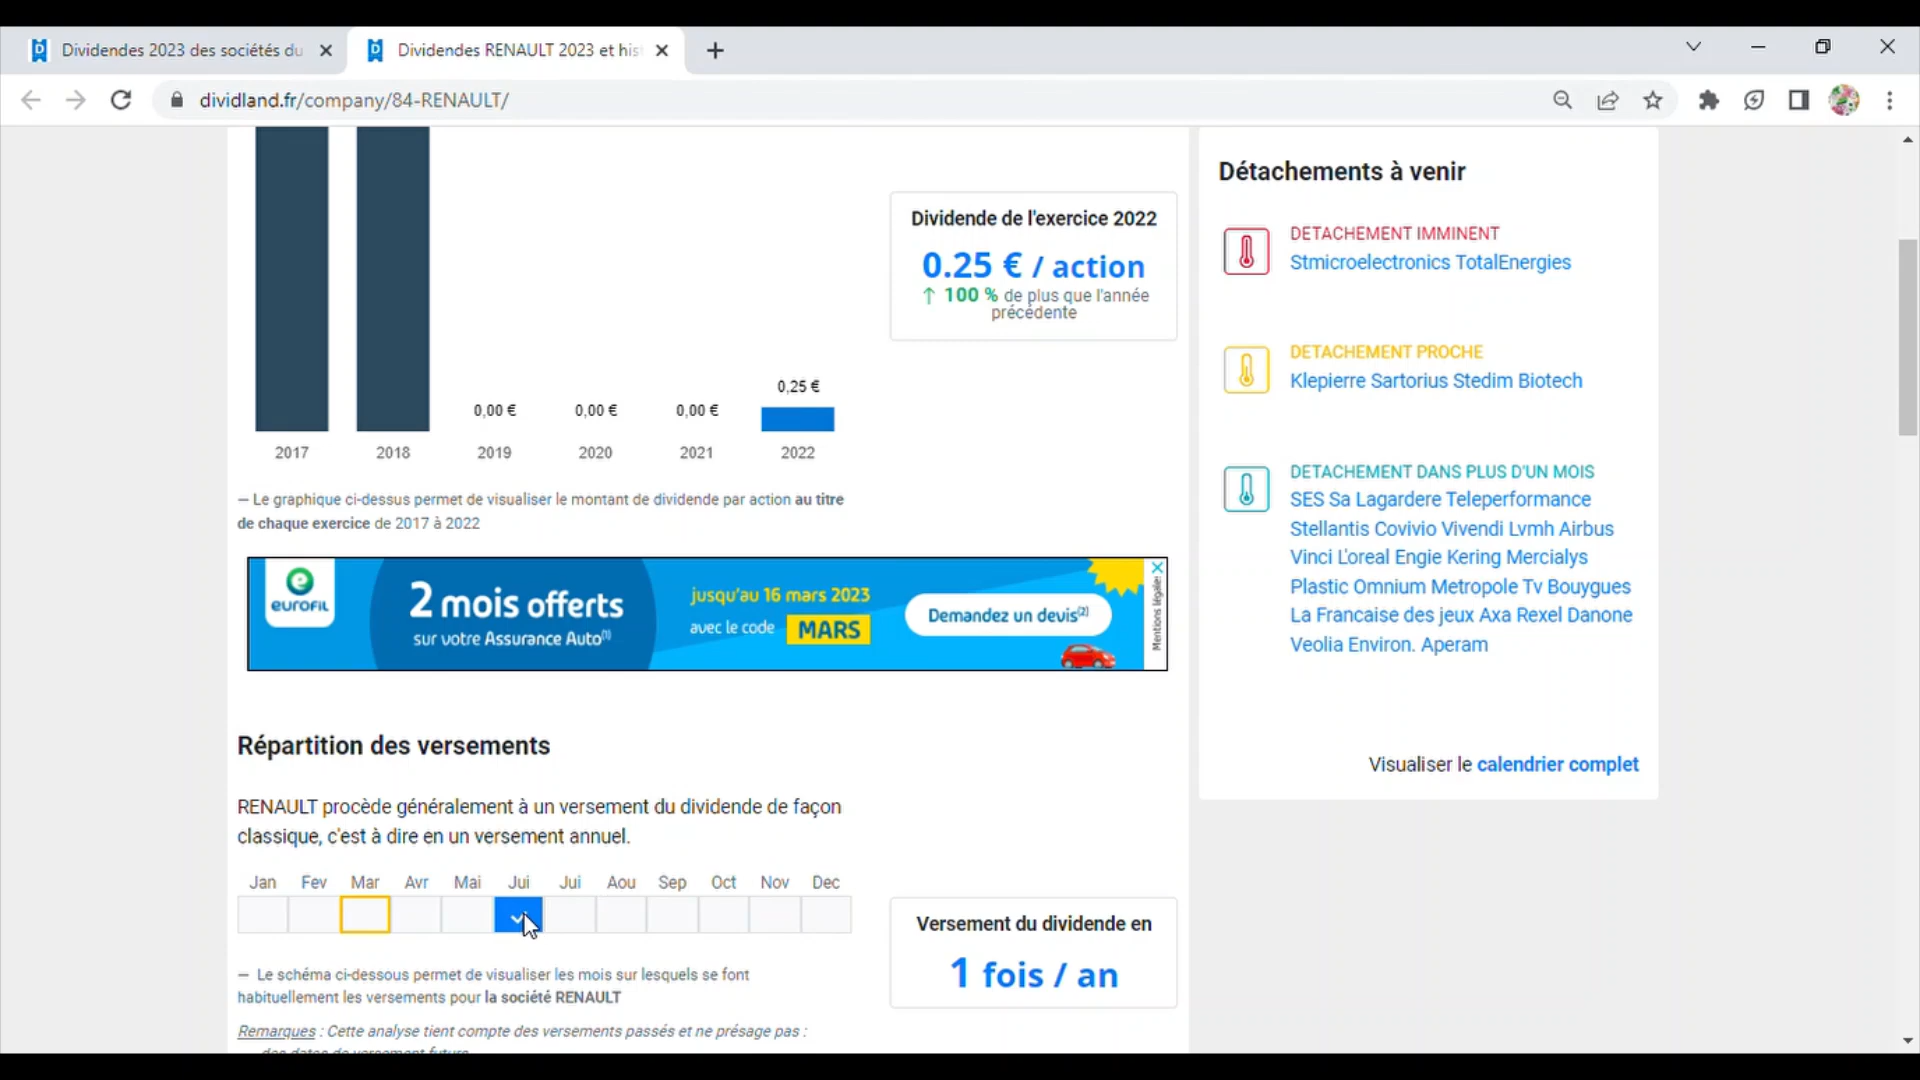 Dividendes 2023 des sociétés du
Dividendes RENAULT 2023 et his
dividland.fr/company/84-RENAULT/
0,00 €
0,00 €
0,00 €
0,25 €
2017
2018
2019
2020
2021
2022
— Le graphique ci-dessus permet de visualiser le montant de dividende par action au titre
de chaque exercice de 2017 à 2022
Dividende de l'exercice 2022
0.25 € / action
↑ 100 % de plus que l'année
précédente
eurofil
2 mois offerts
sur votre Assurance Auto(1)
jusqu'au 16 mars 2023
avec le code MARS
Demandez un devis(2)
Mentions légales
Répartition des versements
RENAULT procède généralement à un versement du dividende de façon
classique, c'est à dire en un versement annuel.
Jan Fev Mar Avr Mai Jui Jui Aou Sep Oct Nov Dec
— Le schéma ci-dessous permet de visualiser les mois sur lesquels se font
habituellement les versements pour la société RENAULT
Remarques : Cette analyse tient compte des versements passés et ne présage pas :
Versement du dividende en
1 fois / an
Détachements à venir
DETACHEMENT IMMINENT
Stmicroelectronics TotalEnergies
DETACHEMENT PROCHE
Klepierre Sartorius Stedim Biotech
DETACHEMENT DANS PLUS D'UN MOIS
SES Sa Lagardere Teleperformance
Stellantis Covivio Vivendi Lvmh Airbus
Vinci L'oreal Engie Kering Mercialys
Plastic Omnium Metropole Tv Bouygues
La Francaise des jeux Axa Rexel Danone
Veolia Environ. Aperam
Visualiser le calendrier complet